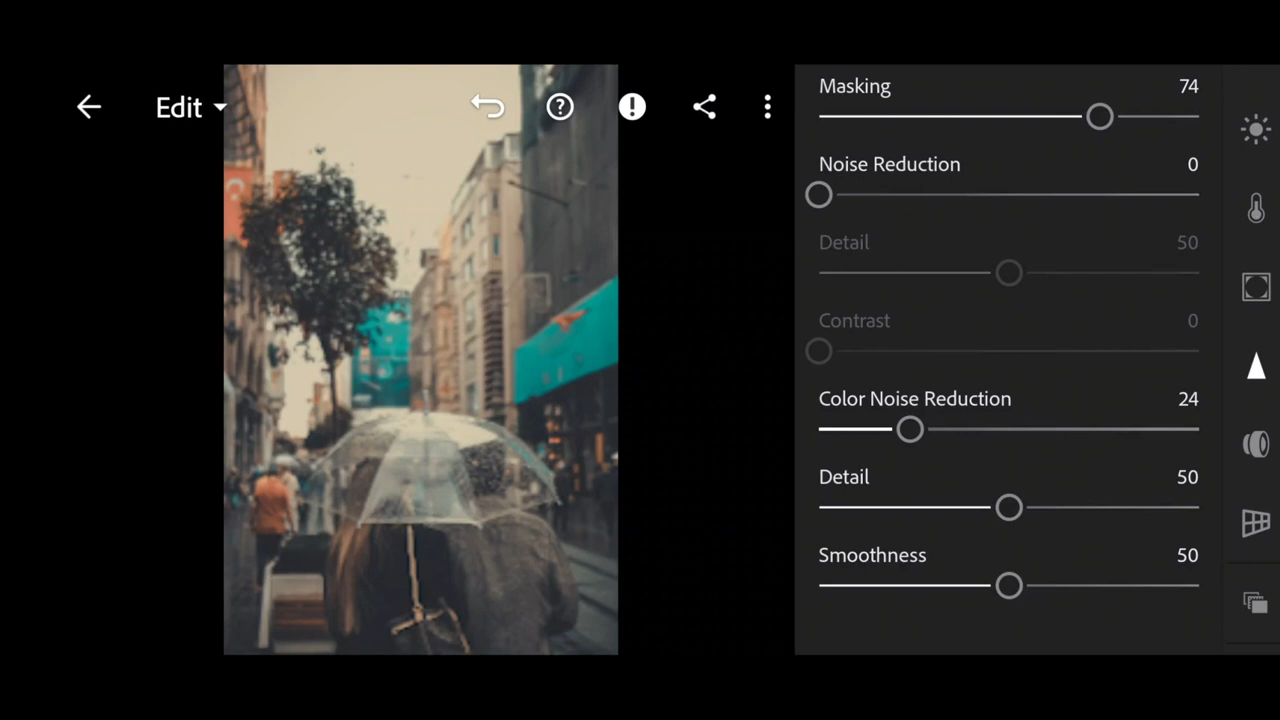 Edit
Masking 74
Noise Reduction 0
Detail 50
Contrast 0
Color Noise Reduction 24
Detail 50
Smoothness 50